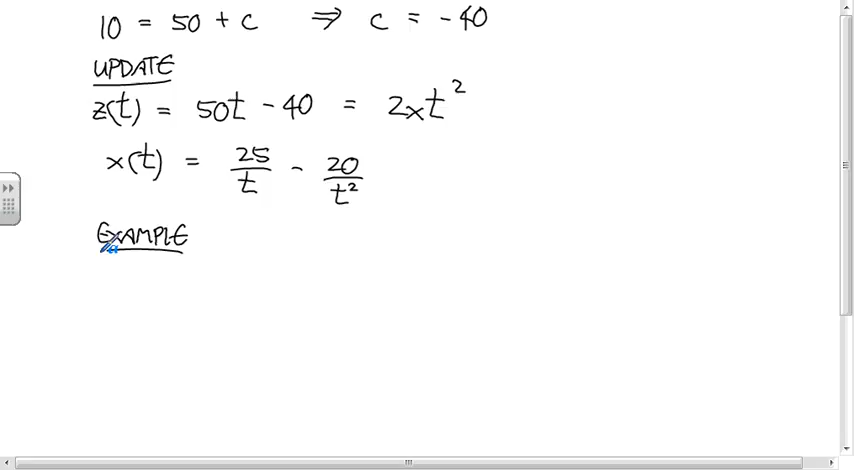 10 = 50 + c ⇒ c = -40
UPDATE
z(t) = 50t - 40 = 2xt²
x(t) = 25/t - 20/t²
EXAMPLE